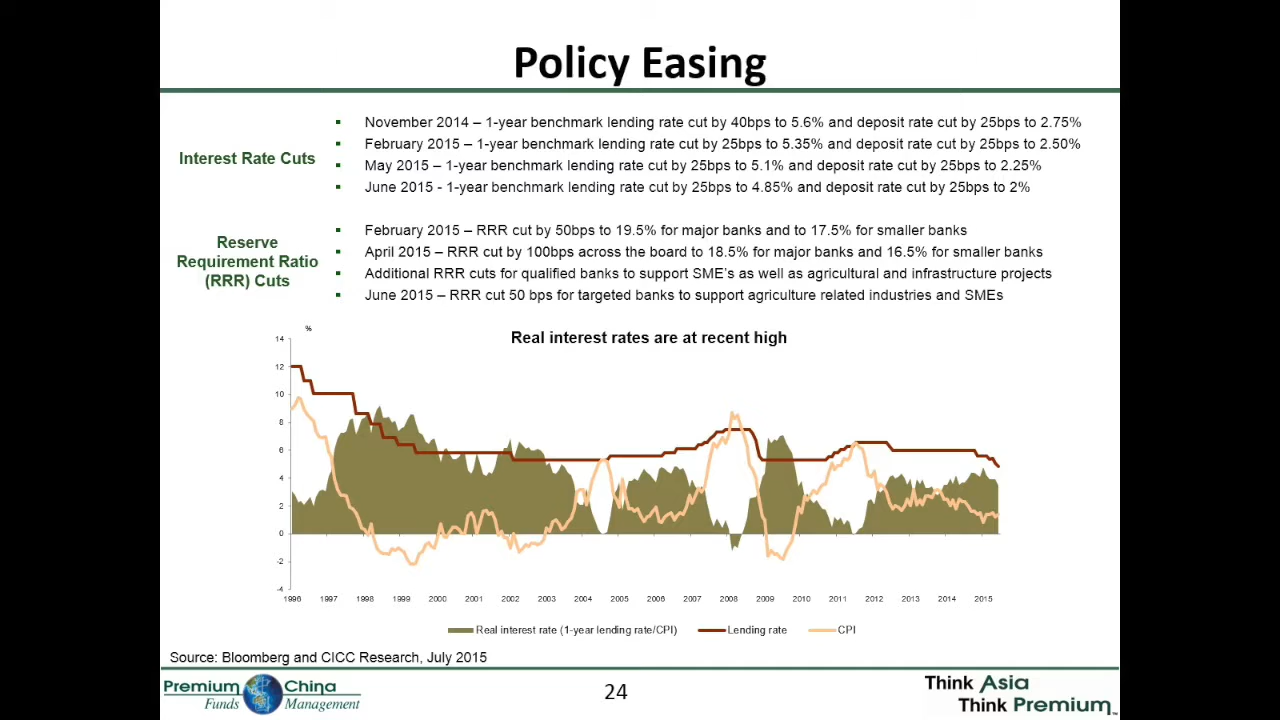 Policy Easing
Interest Rate Cuts
▪ November 2014 – 1-year benchmark lending rate cut by 40bps to 5.6% and deposit rate cut by 25bps to 2.75%
▪ February 2015 – 1-year benchmark lending rate cut by 25bps to 5.35% and deposit rate cut by 25bps to 2.50%
▪ May 2015 – 1-year benchmark lending rate cut by 25bps to 5.1% and deposit rate cut by 25bps to 2.25%
▪ June 2015 - 1-year benchmark lending rate cut by 25bps to 4.85% and deposit rate cut by 25bps to 2%
Reserve
Requirement Ratio
(RRR) Cuts
▪ February 2015 – RRR cut by 50bps to 19.5% for major banks and to 17.5% for smaller banks
▪ April 2015 – RRR cut by 100bps across the board to 18.5% for major banks and 16.5% for smaller banks
▪ Additional RRR cuts for qualified banks to support SME's as well as agricultural and infrastructure projects
▪ June 2015 – RRR cut 50 bps for targeted banks to support agriculture related industries and SMEs
Real interest rates are at recent high
%
14
12
10
8
6
4
2
0
-2
-4
1996 1997 1998 1999 2000 2001 2002 2003 2004 2005 2006 2007 2008 2009 2010 2011 2012 2013 2014 2015
Real interest rate (1-year lending rate/CPI) Lending rate CPI
Source: Bloomberg and CICC Research, July 2015
Premium China
Funds Management
24
Think Asia
Think Premium™